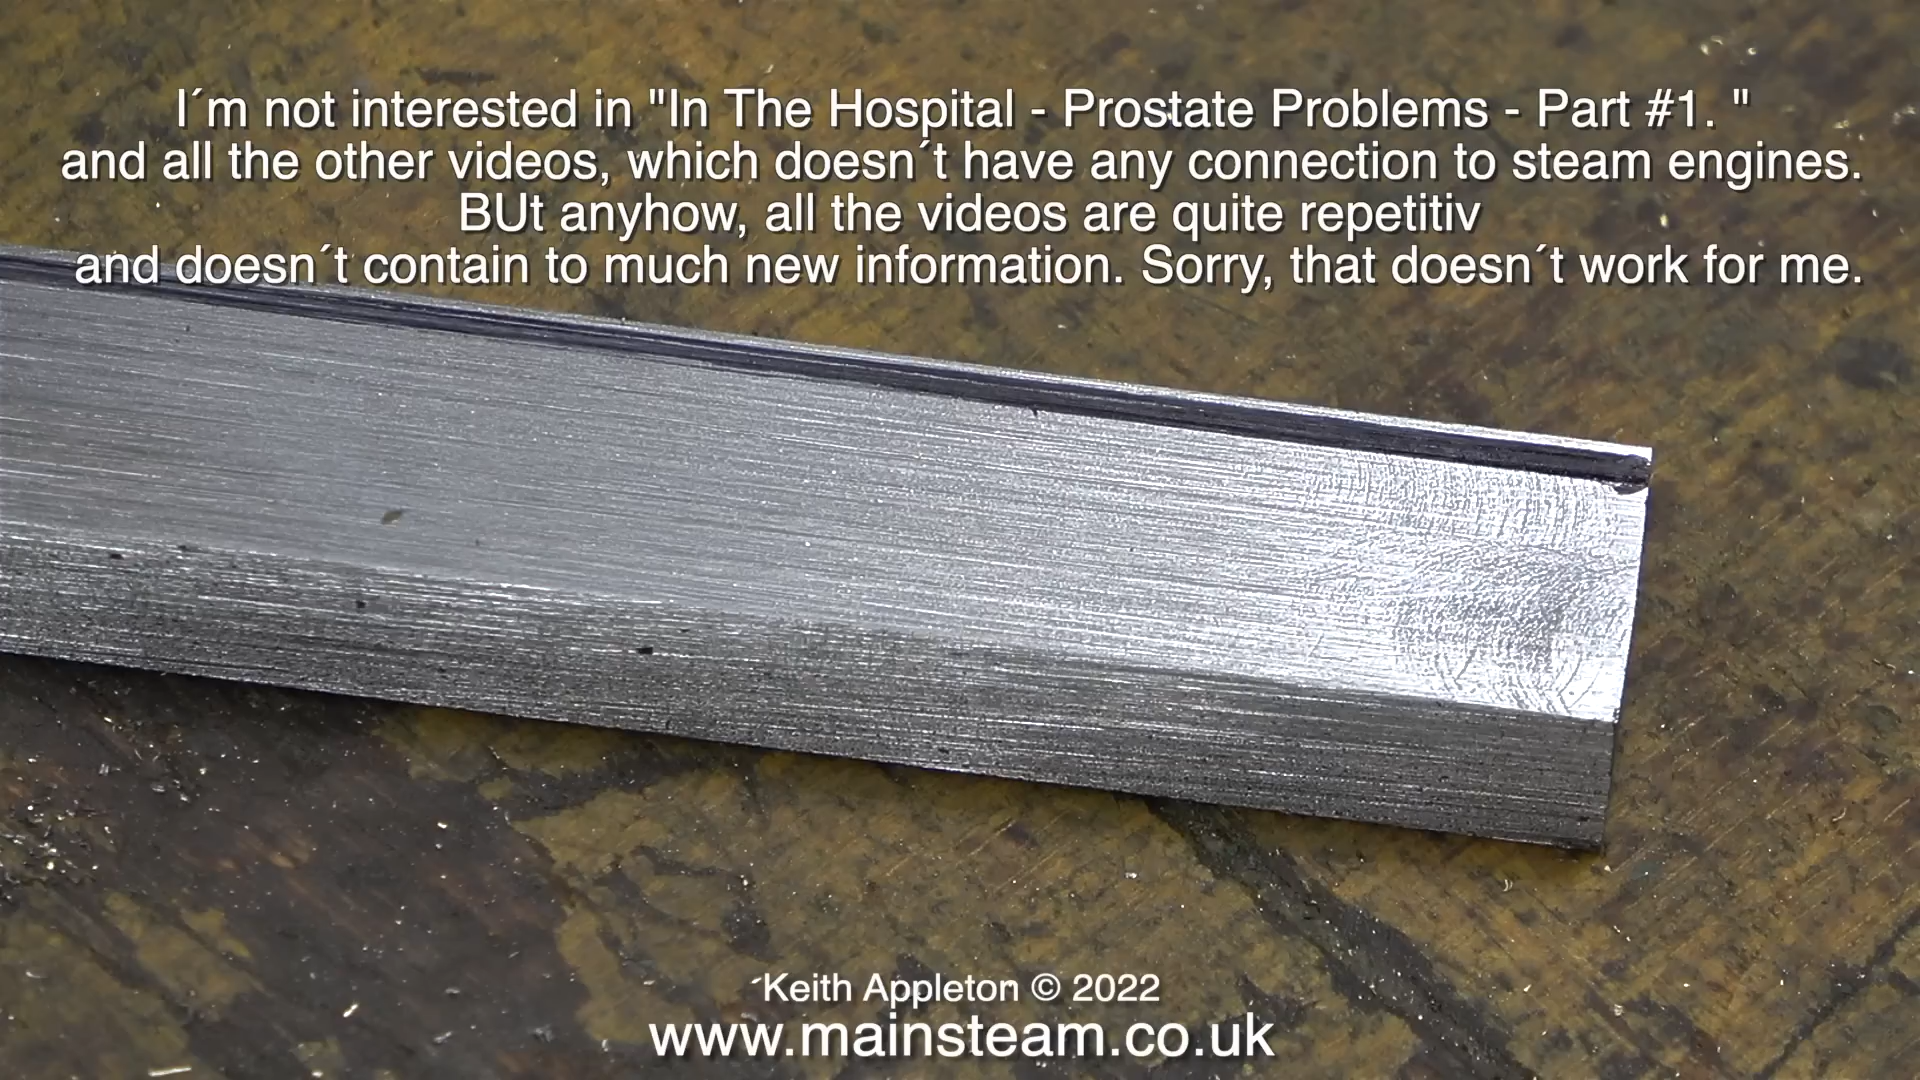 I´m not interested in "In The Hospital - Prostate Problems - Part #1. "
and all the other videos, which doesn´t have any connection to steam engines.
BUt anyhow, all the videos are quite repetitiv
and doesn´t contain to much new information. Sorry, that doesn´t work for me.
Keith Appleton © 2022
www.mainsteam.co.uk